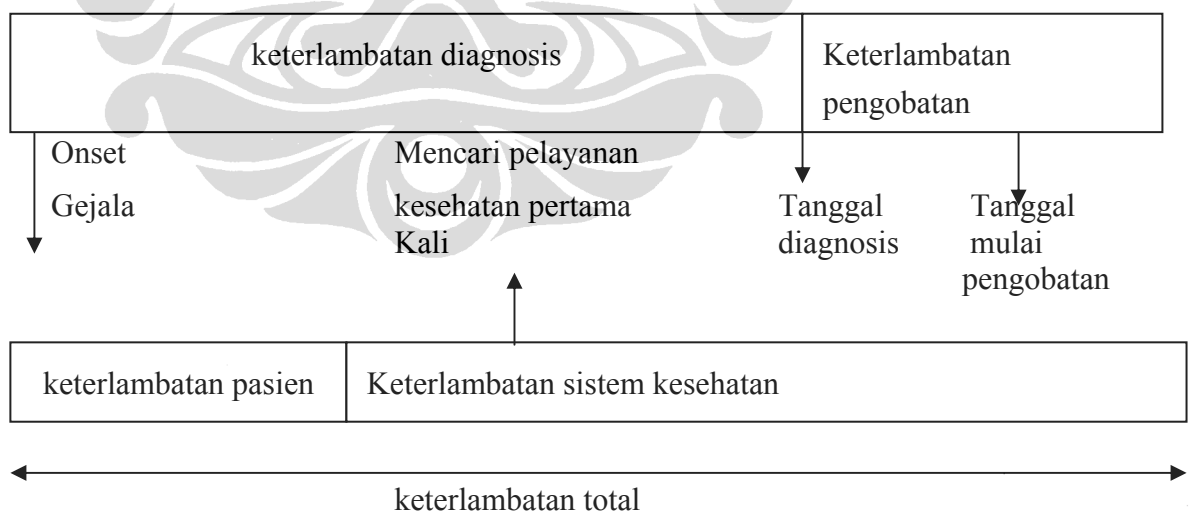 keterlambatan diagnosis
Keterlambatan
pengobatan
Onset
Gejala
Mencari pelayanan
kesehatan pertama
Kali
Tanggal
diagnosis
Tanggal
mulai
pengobatan
keterlambatan pasien
Keterlambatan sistem kesehatan
keterlambatan total